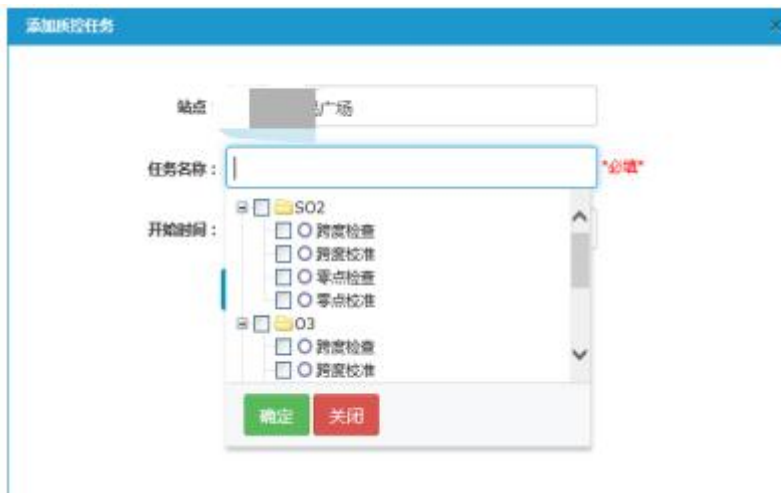 添加质控任务
站点
广场
任务名称：
*必填*
开始时间：
SO2
跨度检查
跨度校准
零点检查
零点校准
O3
跨度检查
跨度校准
确定 关闭